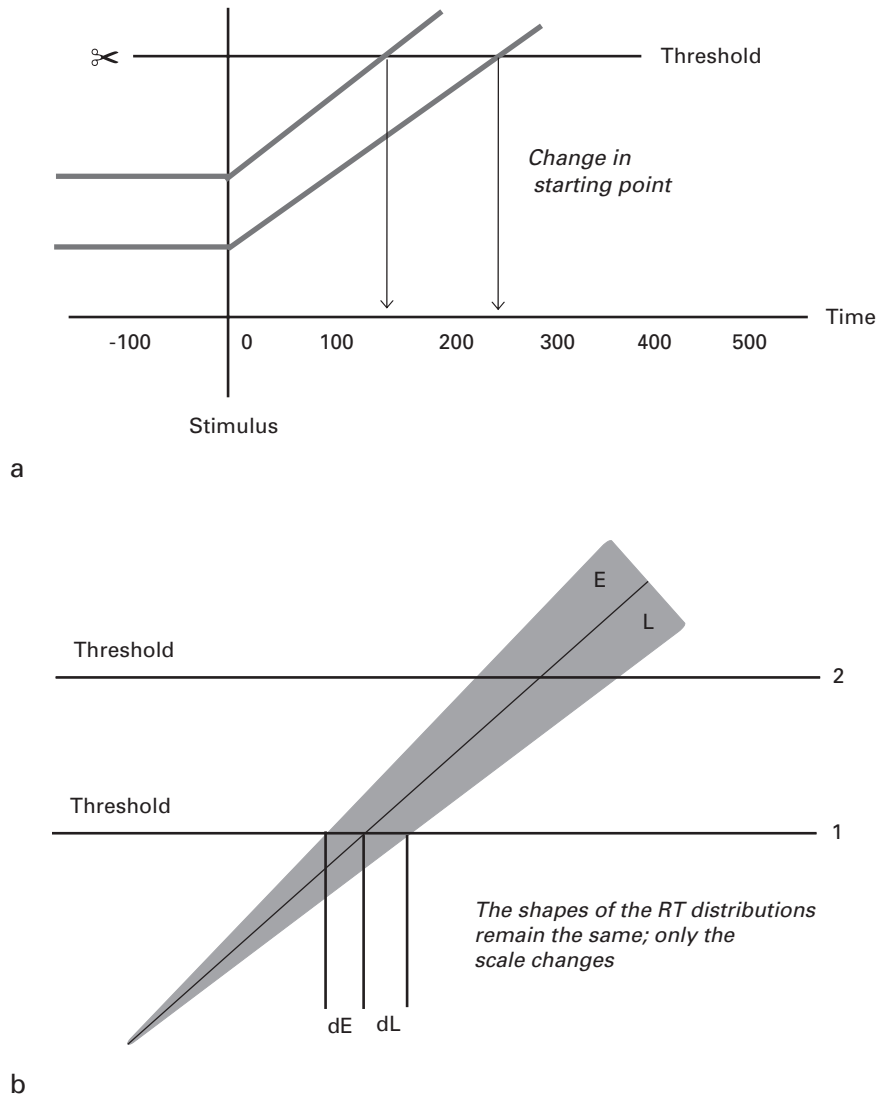 Threshold
Change in
starting point
Time
-100 0 100 200 300 400 500
Stimulus
a
E
L
Threshold
2
Threshold
1
The shapes of the RT distributions
remain the same; only the
scale changes
dE dL
b